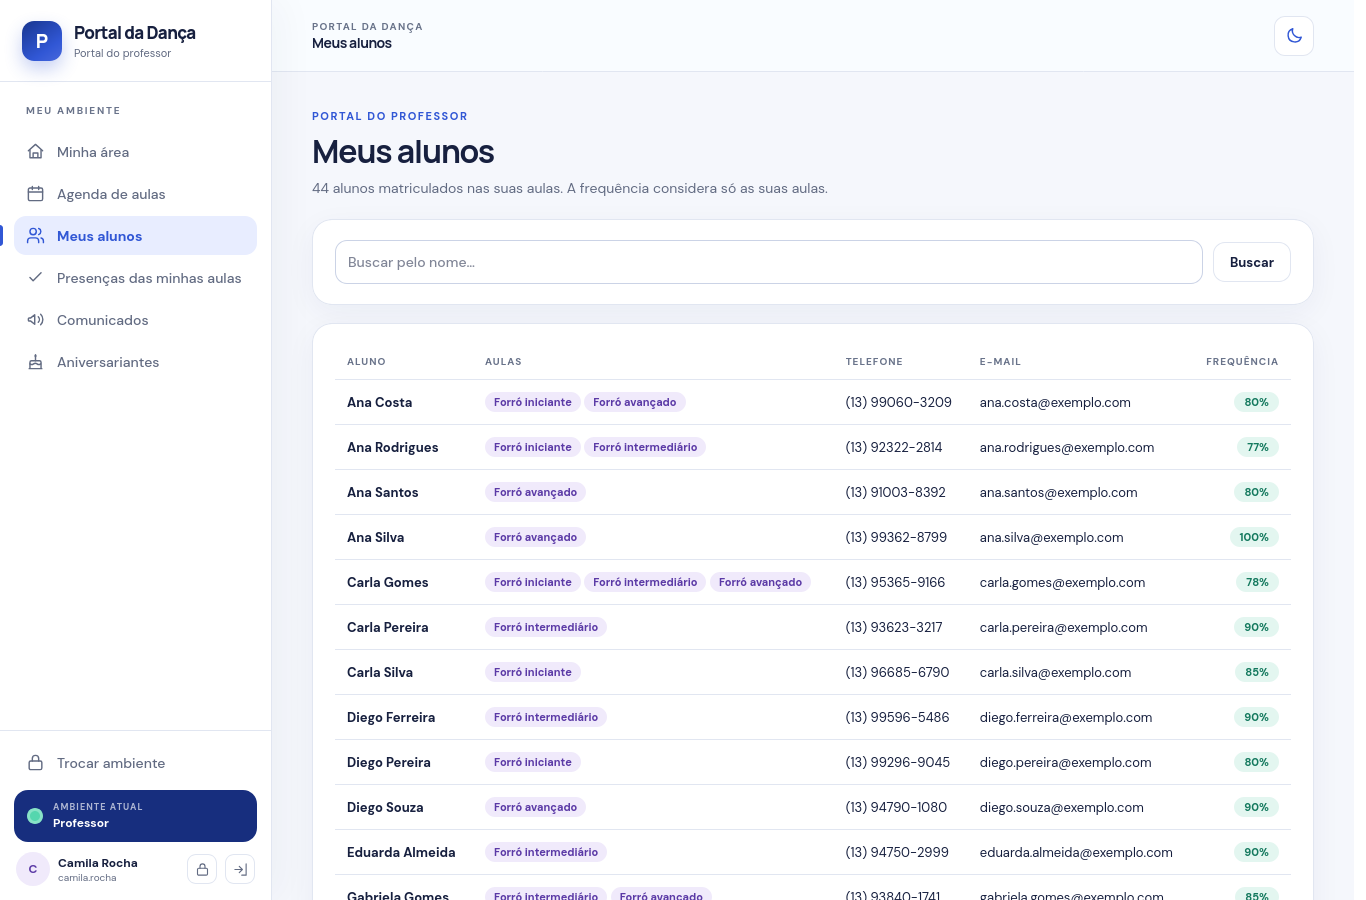 P
Portal da Dança
Portal do professor
MEU AMBIENTE
Minha área
Agenda de aulas
Meus alunos
Presenças das minhas aulas
Comunicados
Aniversariantes
Trocar ambiente
AMBIENTE ATUAL
Professor
C
Camila Rocha
camila.rocha
PORTAL DA DANÇA
Meus alunos
PORTAL DO PROFESSOR
Meus alunos
44 alunos matriculados nas suas aulas. A frequência considera só as suas aulas.
Buscar pelo nome...
Buscar
ALUNO AULAS TELEFONE E-MAIL FREQUÊNCIA
Ana Costa Forró iniciante Forró avançado (13) 99060-3209 ana.costa@exemplo.com 80%
Ana Rodrigues Forró iniciante Forró intermediário (13) 92322-2814 ana.rodrigues@exemplo.com 77%
Ana Santos Forró avançado (13) 91003-8392 ana.santos@exemplo.com 80%
Ana Silva Forró avançado (13) 99362-8799 ana.silva@exemplo.com 100%
Carla Gomes Forró iniciante Forró intermediário Forró avançado (13) 95365-9166 carla.gomes@exemplo.com 78%
Carla Pereira Forró intermediário (13) 93623-3217 carla.pereira@exemplo.com 90%
Carla Silva Forró iniciante (13) 96685-6790 carla.silva@exemplo.com 85%
Diego Ferreira Forró intermediário (13) 99596-5486 diego.ferreira@exemplo.com 90%
Diego Pereira Forró iniciante (13) 99296-9045 diego.pereira@exemplo.com 80%
Diego Souza Forró avançado (13) 94790-1080 diego.souza@exemplo.com 90%
Eduarda Almeida Forró intermediário (13) 94750-2999 eduarda.almeida@exemplo.com 90%
Gabriela Gomes Forró intermediário Forró avançado (13) 93840-1741 gabriela.gomes@exemplo.com 85%